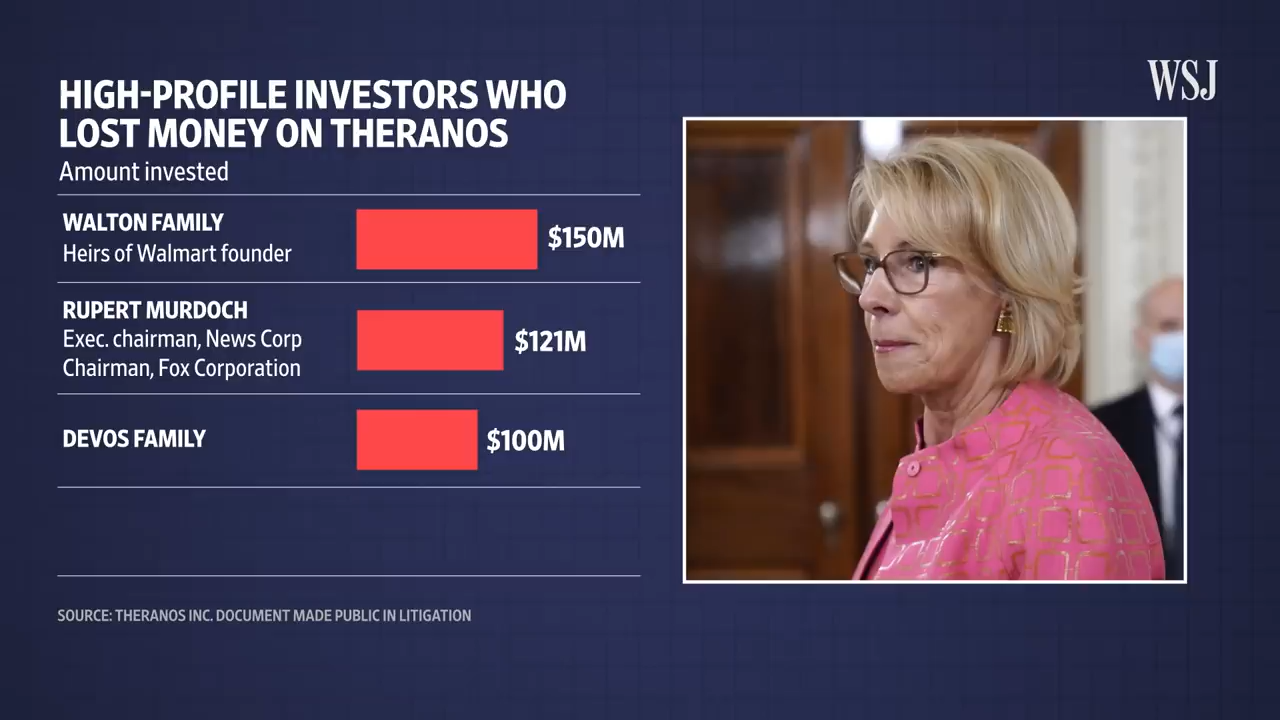 WSJ
HIGH-PROFILE INVESTORS WHO
LOST MONEY ON THERANOS
Amount invested
WALTON FAMILY
Heirs of Walmart founder
$150M
RUPERT MURDOCH
Exec. chairman, News Corp
Chairman, Fox Corporation
$121M
DEVOS FAMILY
$100M
SOURCE: THERANOS INC. DOCUMENT MADE PUBLIC IN LITIGATION